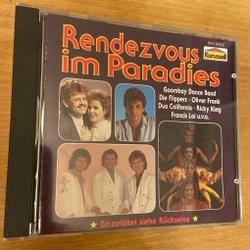 Rendezvous
im Paradies
Karussell
Goombay Dance Band
Die Flippers · Oliver Frank
Duo California · Ricky King
Francis Lai u.v.a.
★ Einzeltitel siehe Rückseite ★